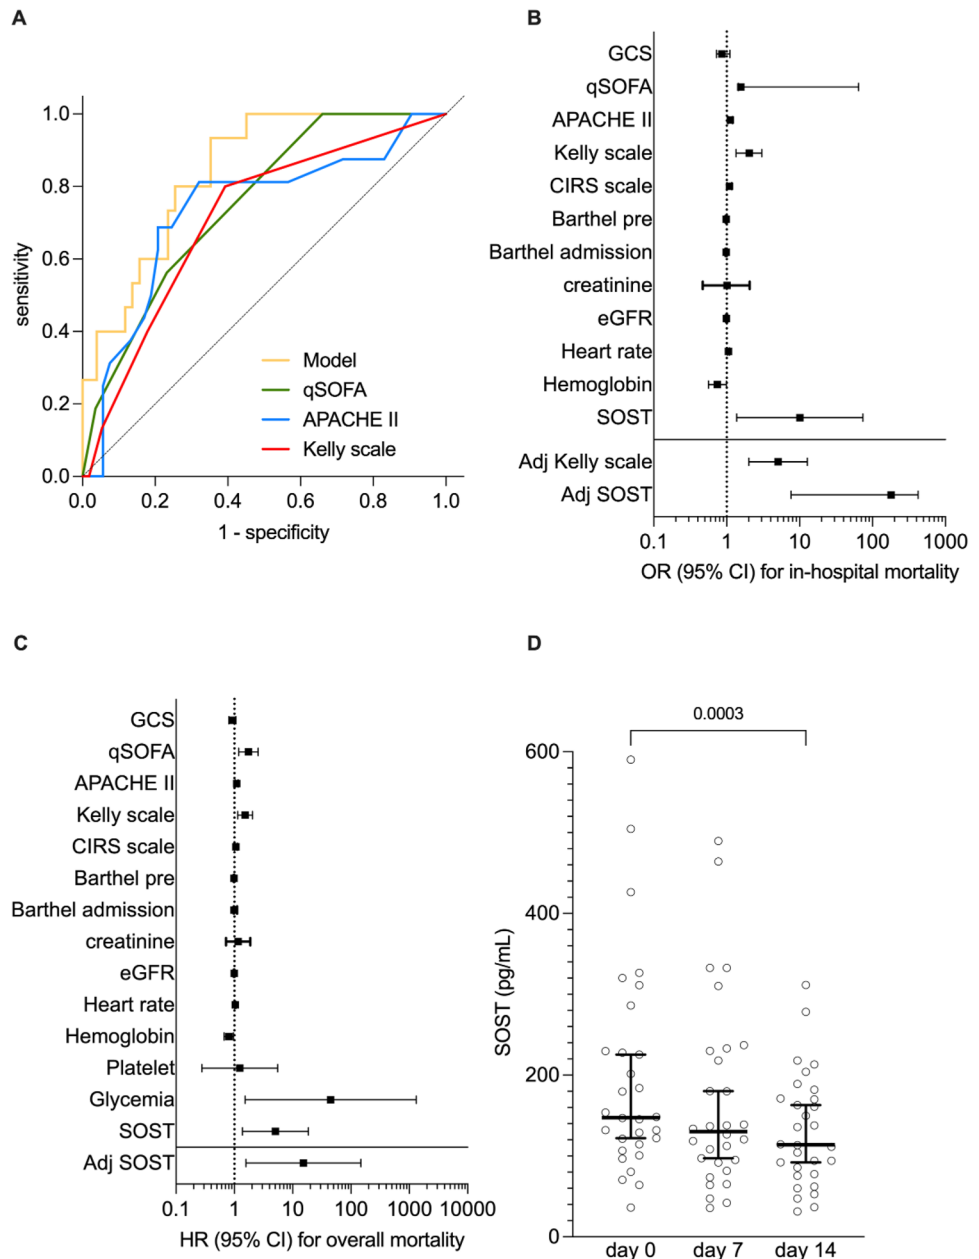 A
sensitivity
1.0
0.8
0.6
0.4
0.2
0.0
0.0 0.2 0.4 0.6 0.8 1.0
1 - specificity
Model
qSOFA
APACHE II
Kelly scale
B
GCS
qSOFA
APACHE II
Kelly scale
CIRS scale
Barthel pre
Barthel admission
creatinine
eGFR
Heart rate
Hemoglobin
SOST
Adj Kelly scale
Adj SOST
0.1 1 10 100 1000
OR (95% CI) for in-hospital mortality
C
GCS
qSOFA
APACHE II
Kelly scale
CIRS scale
Barthel pre
Barthel admission
creatinine
eGFR
Heart rate
Hemoglobin
Platelet
Glycemia
SOST
Adj SOST
0.1 1 10 100 1000 10000
HR (95% CI) for overall mortality
D
0.0003
SOST (pg/mL)
600
400
200
0
day 0 day 7 day 14